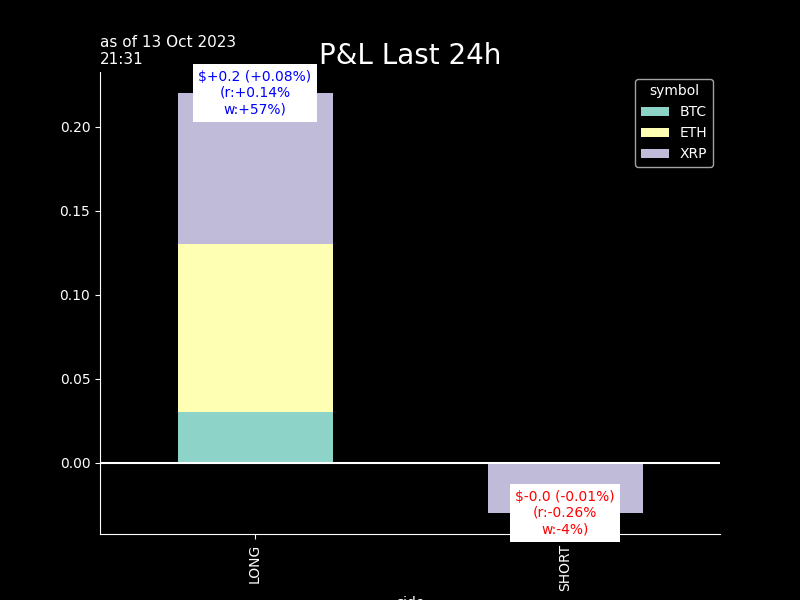 as of 13 Oct 2023
21:31
P&L Last 24h
$+0.2 (+0.08%)
(r:+0.14%
w:+57%)
symbol
BTC
ETH
XRP
0.20
0.15
0.10
0.05
0.00
$-0.0 (-0.01%)
(r:-0.26%
w:-4%)
LONG
SHORT